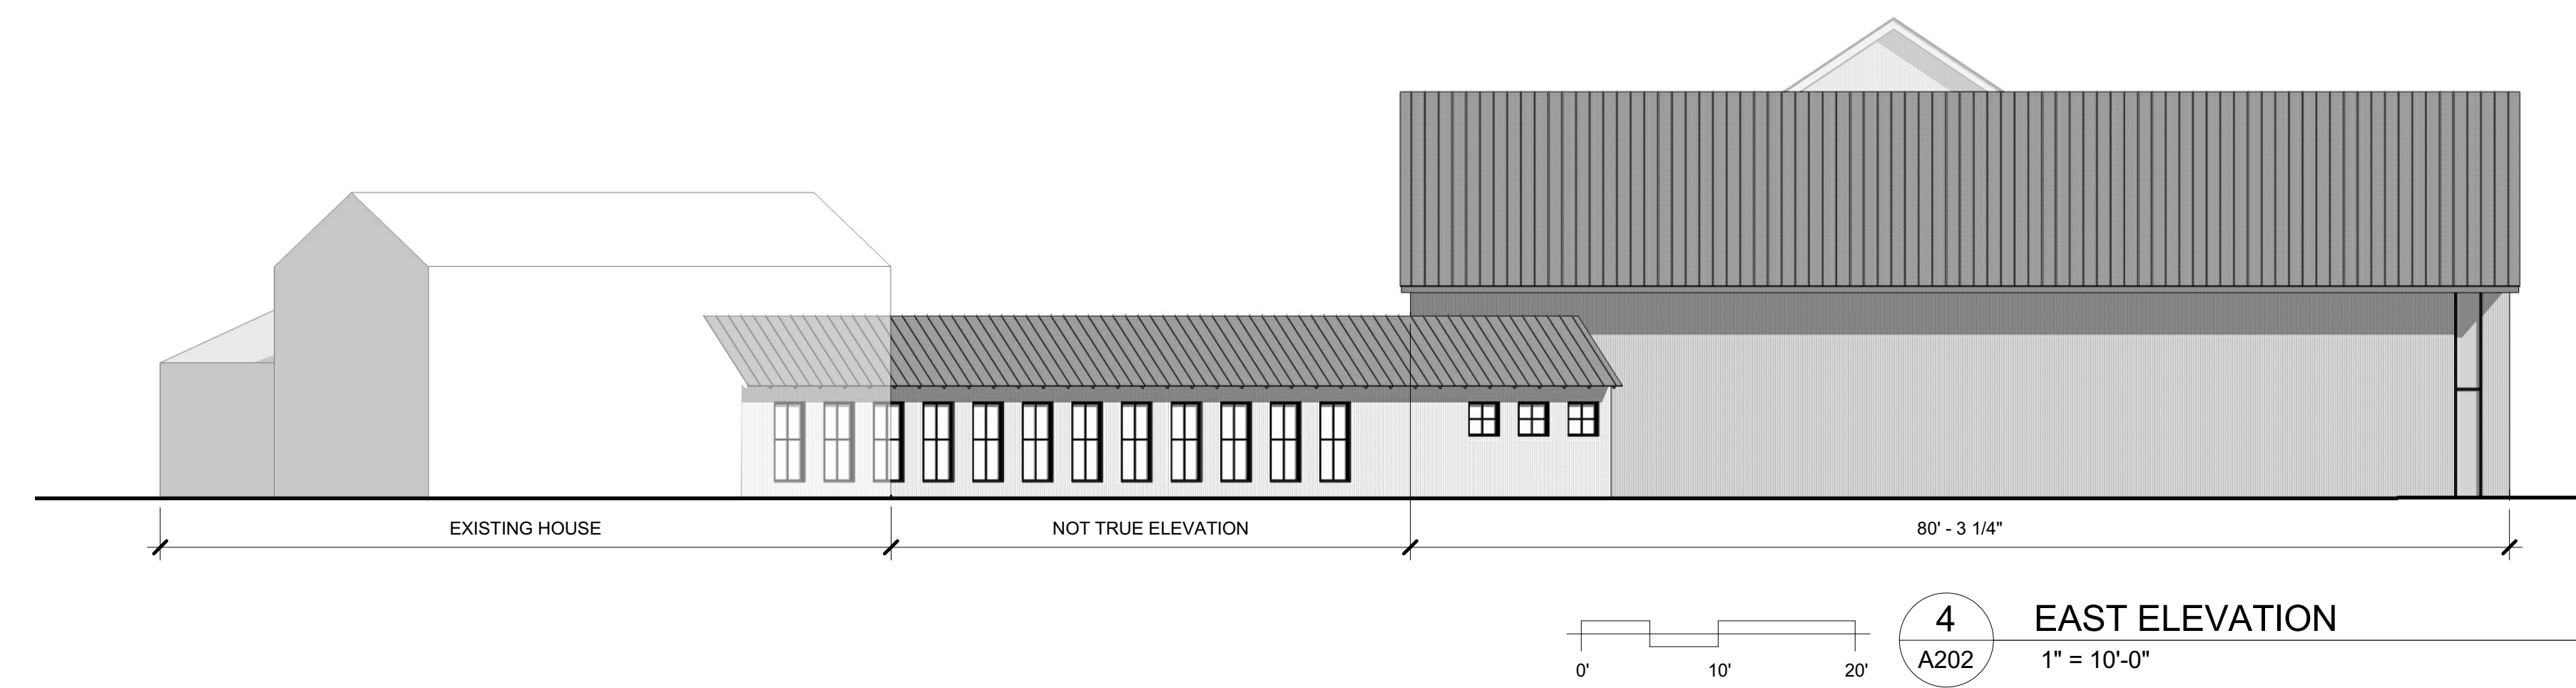 EXISTING HOUSE
NOT TRUE ELEVATION
80' - 3 1/4"
0'
10'
20'
4
A202
EAST ELEVATION
1" = 10'-0"